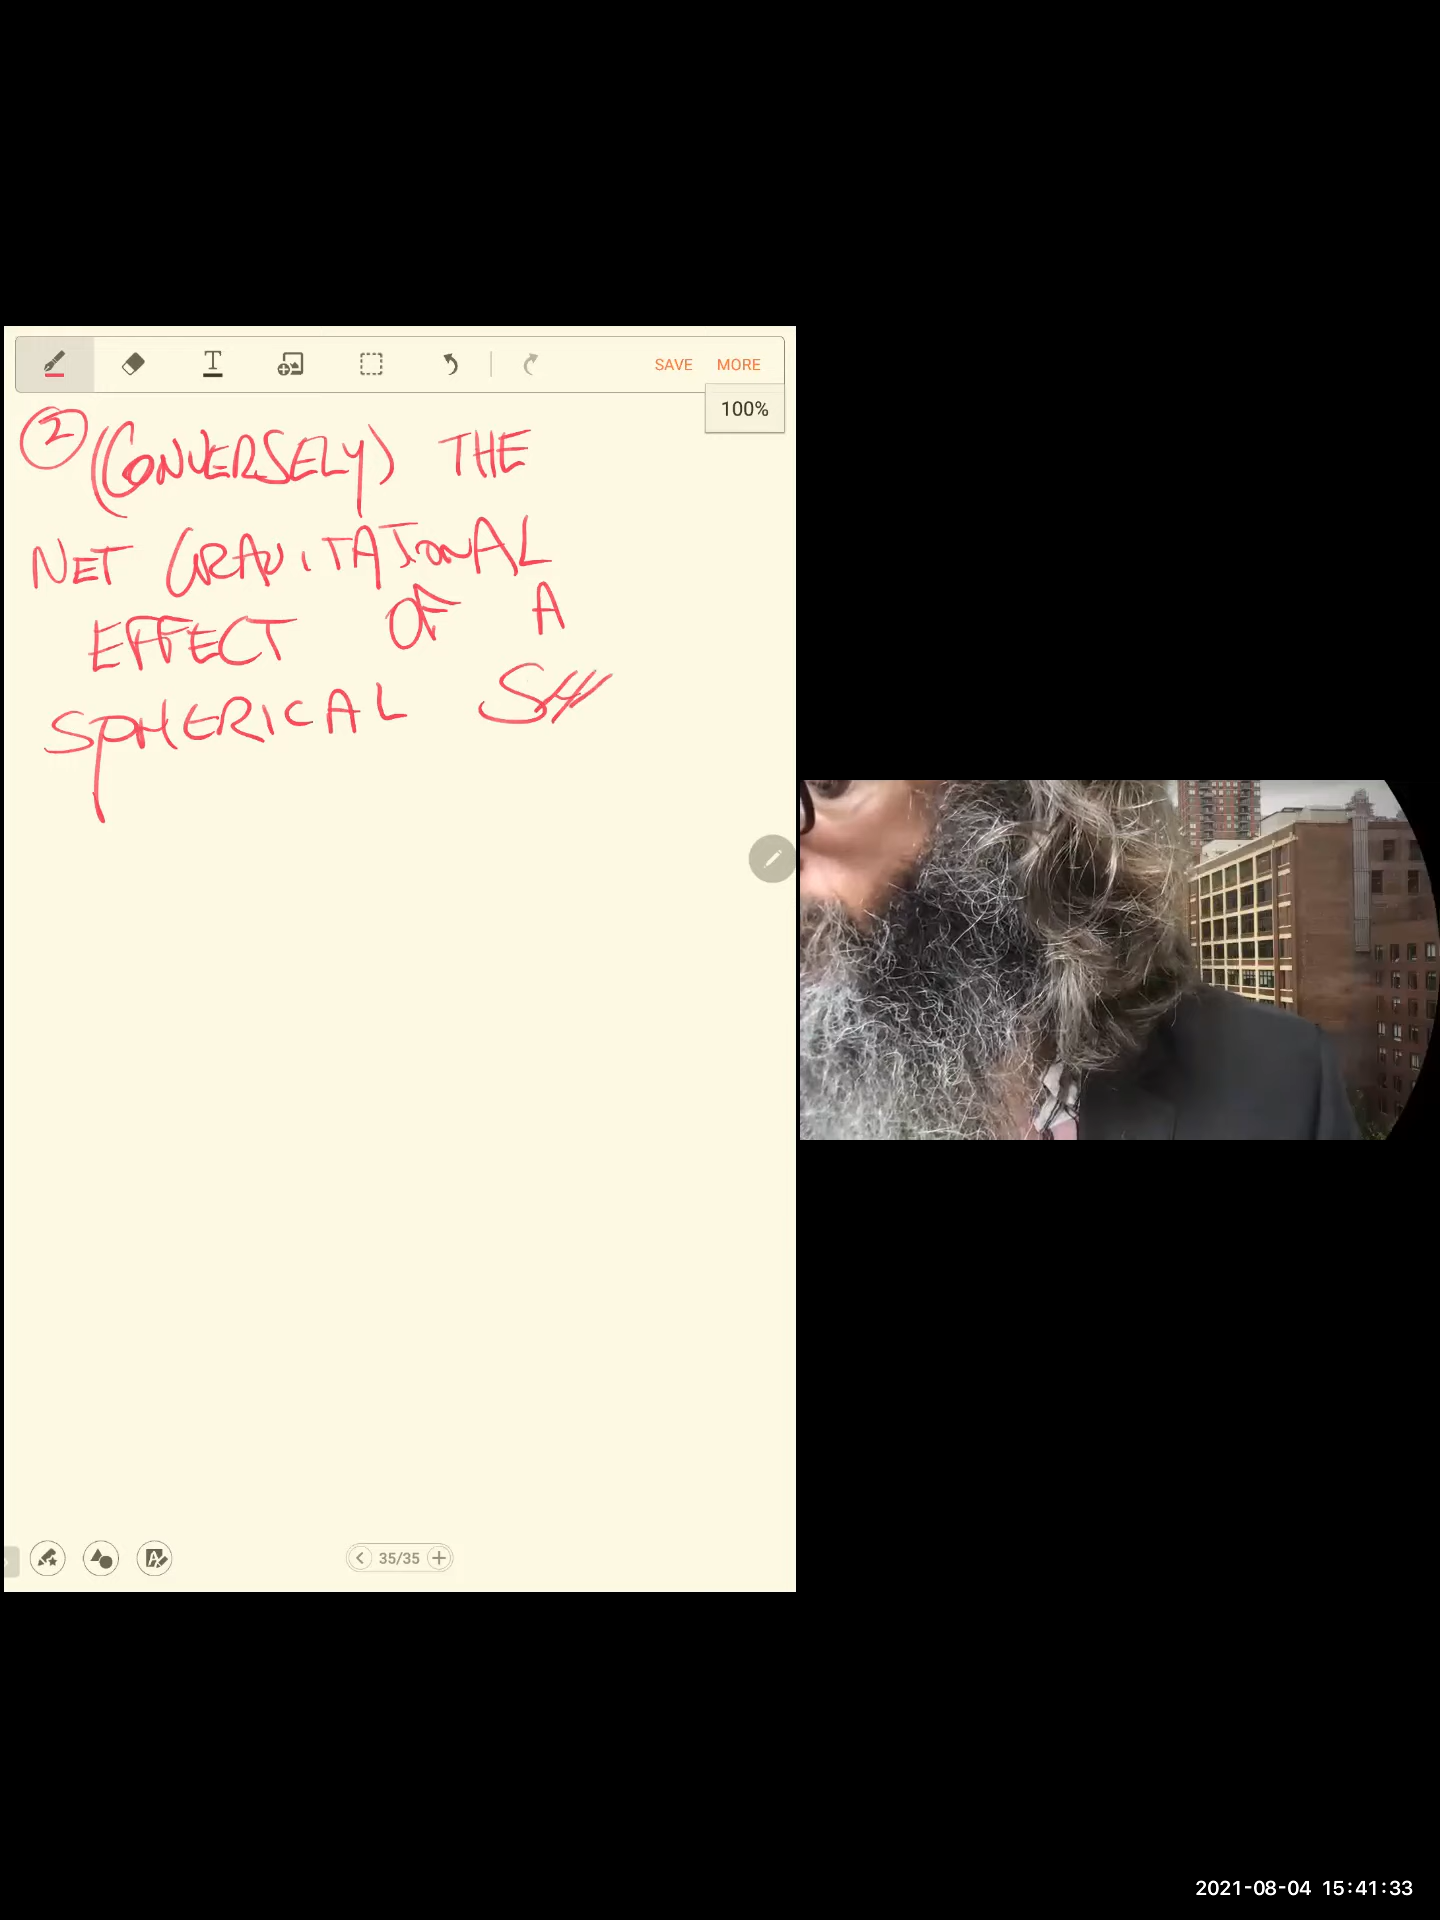 SAVE MORE
100%
② (CONVERSELY) THE
NET GRAVITATIONAL
EFFECT OF A
SPHERICAL
35/35
2021-08-04 15:41:33